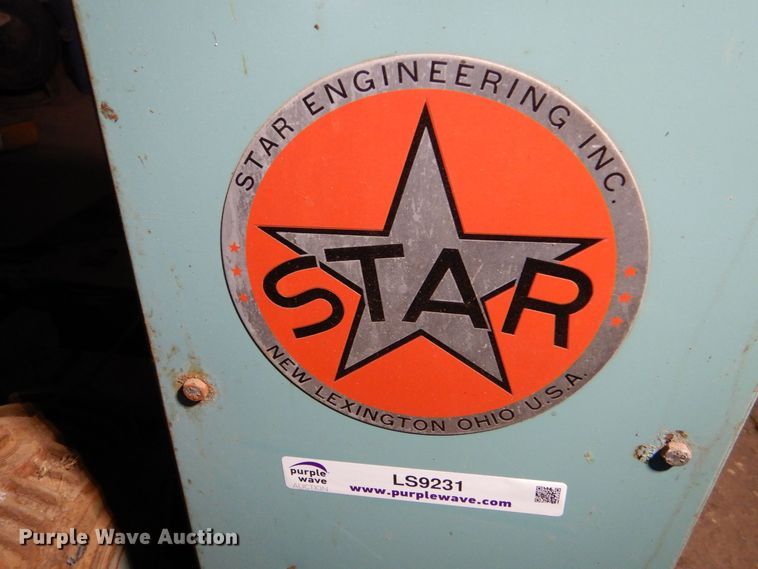 STAR ENGINEERING INC.
STAR
NEW LEXINGTON OHIO U.S.A.
purple wave AUCTION
LS9231
www.purplewave.com
Purple Wave Auction